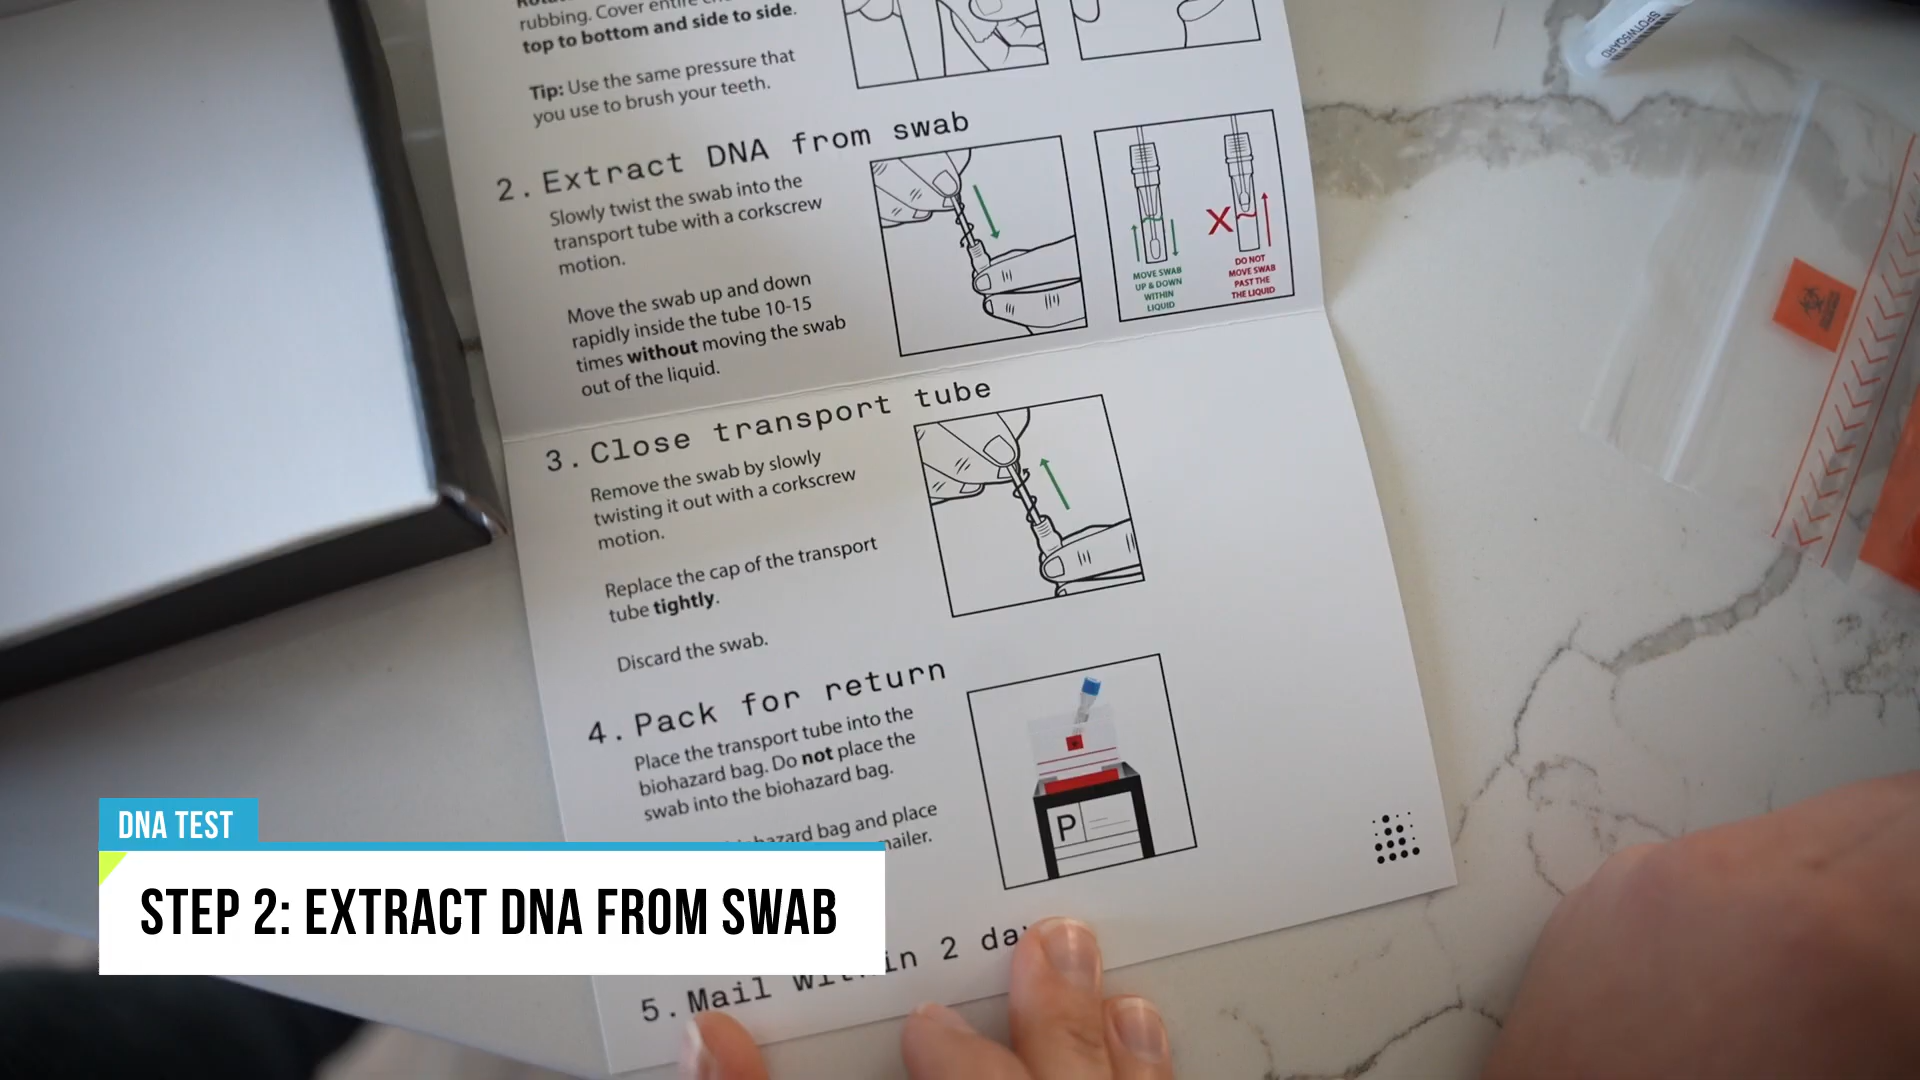 rubbing. Cover entire
top to bottom and side to side.
Tip: Use the same pressure that
you use to brush your teeth.
2. Extract DNA from swab
Slowly twist the swab into the
transport tube with a corkscrew
motion.
Move the swab up and down
rapidly inside the tube 10-15
times without moving the swab
out of the liquid.
MOVE SWAB
UP & DOWN
WITHIN
LIQUID
X
DO NOT
MOVE SWAB
PAST THE
THE LIQUID
3. Close transport tube
Remove the swab by slowly
twisting it out with a corkscrew
motion.
Replace the cap of the transport
tube tightly.
Discard the swab.
4. Pack for return
Place the transport tube into the
biohazard bag. Do not place the
swab into the biohazard bag.
bag and place
P
5. Mail within 2
DNA TEST
STEP 2: EXTRACT DNA FROM SWAB